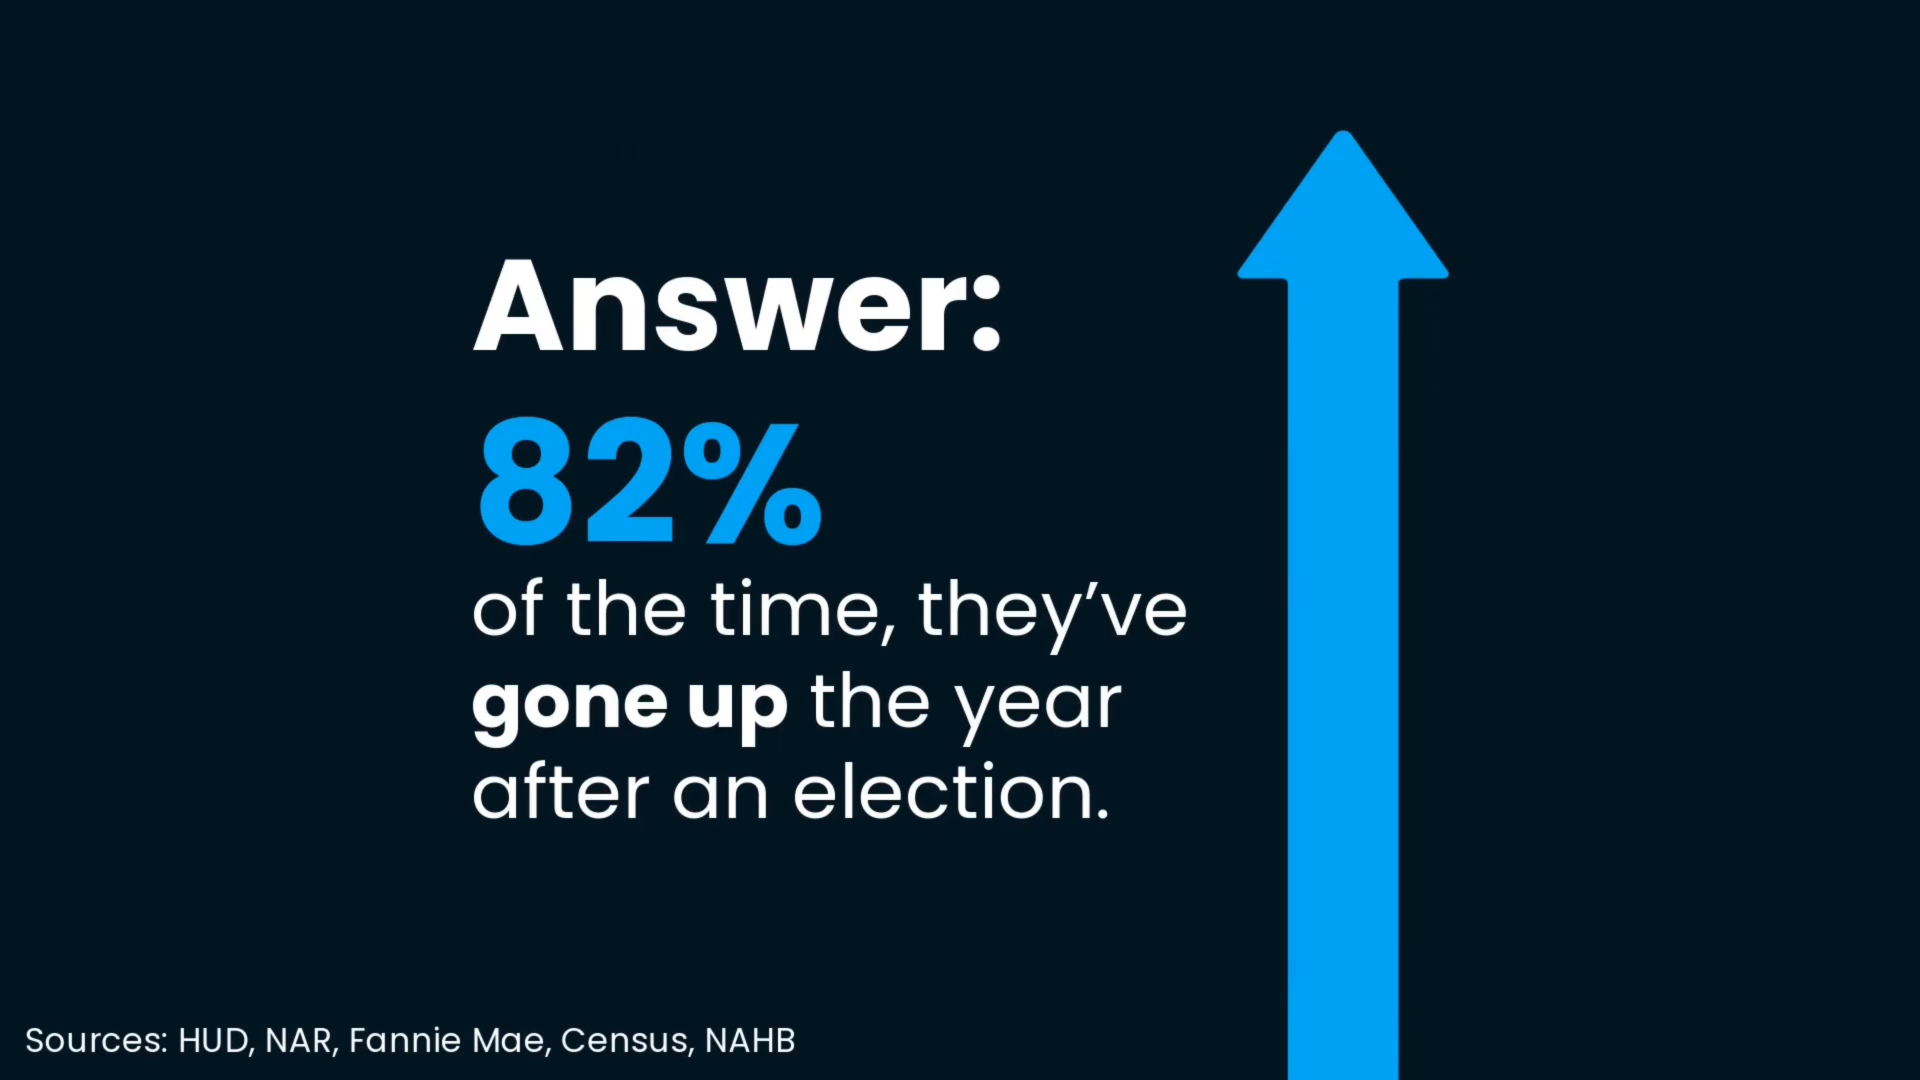 Answer:
82%
of the time, they’ve
gone up the year
after an election.
Sources: HUD, NAR, Fannie Mae, Census, NAHB